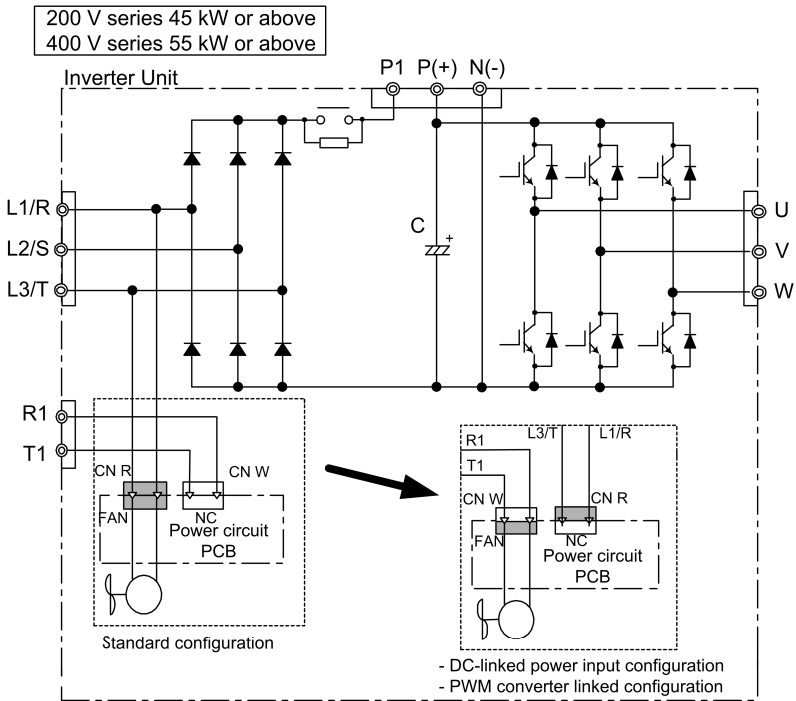 200 V series 45 kW or above
400 V series 55 kW or above
Inverter Unit
P1 P(+) N(-)
L1/R
L2/S
L3/T
C
+
U
V
W
R1
T1
CN R
CN W
FAN
NC
Power circuit
PCB
Standard configuration
R1
T1
L3/T
L1/R
CN W
CN R
FAN
NC
Power circuit
PCB
- DC-linked power input configuration
- PWM converter linked configuration